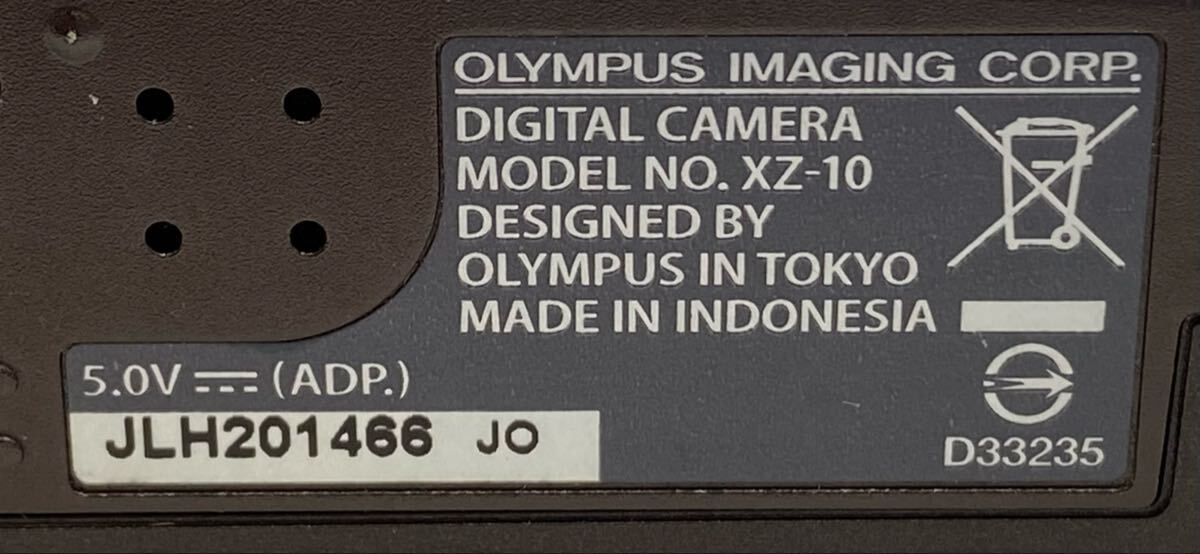 OLYMPUS IMAGING CORP.
DIGITAL CAMERA
MODEL NO. XZ-10
DESIGNED BY
OLYMPUS IN TOKYO
MADE IN INDONESIA
5.0V ⎓ (ADP.)
JLH201466 JO
D33235